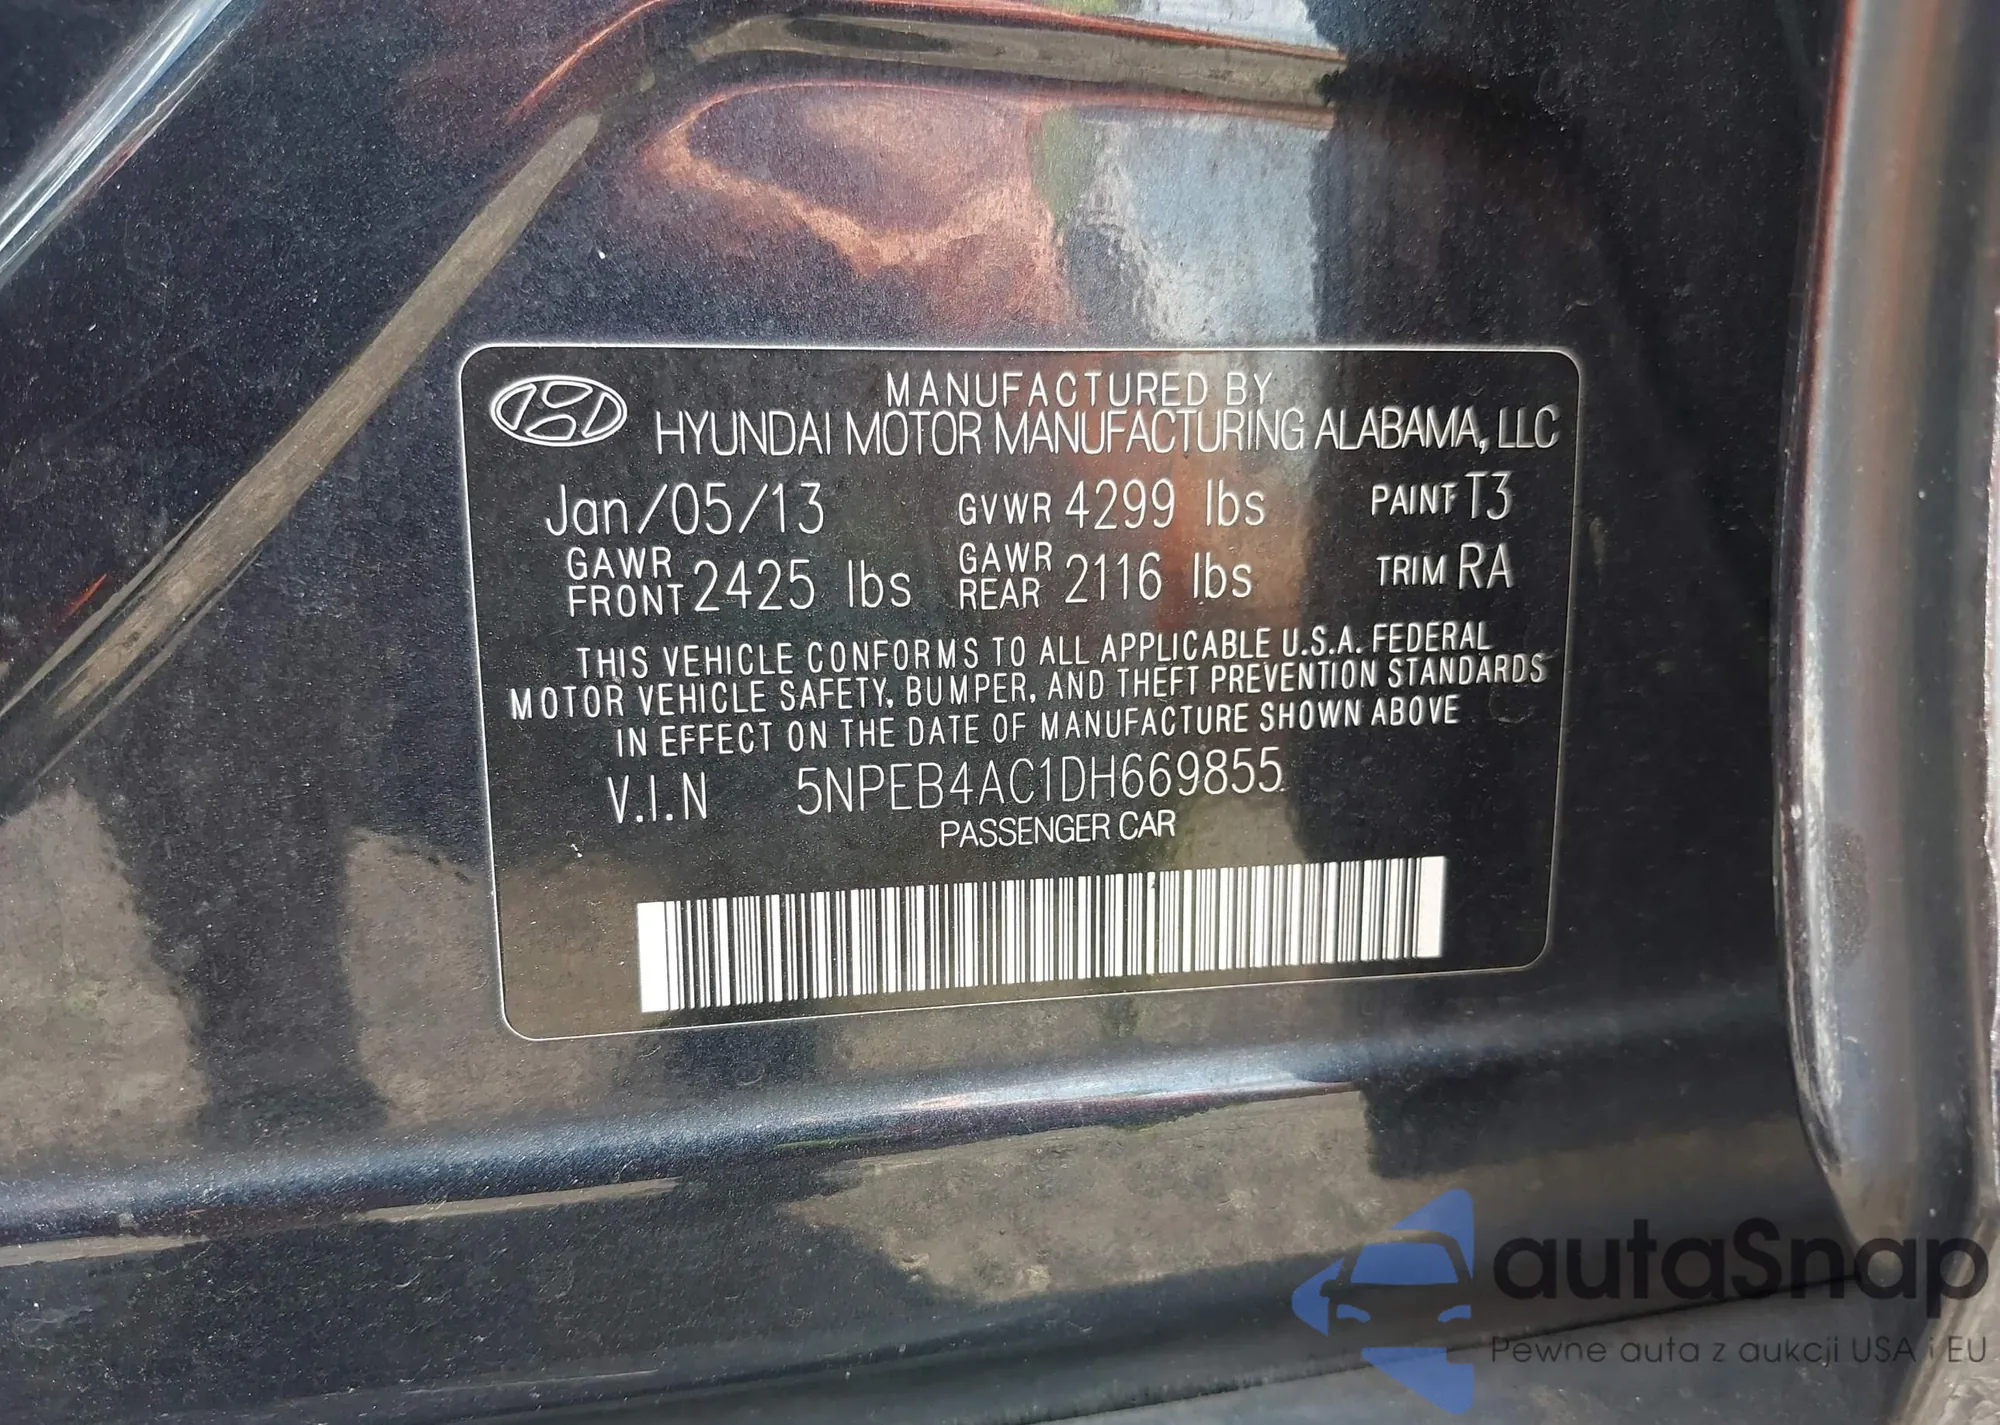 MANUFACTURED BY
HYUNDAI MOTOR MANUFACTURING ALABAMA, LLC
Jan/05/13 GVWR 4299 lbs PAINT T3
GAWR FRONT 2425 lbs GAWR REAR 2116 lbs TRIM RA
THIS VEHICLE CONFORMS TO ALL APPLICABLE U.S.A. FEDERAL
MOTOR VEHICLE SAFETY, BUMPER, AND THEFT PREVENTION STANDARDS
IN EFFECT ON THE DATE OF MANUFACTURE SHOWN ABOVE
V.I.N 5NPEB4AC1DH669855
PASSENGER CAR
autaSnap
Pewne auta z aukcji USA i EU